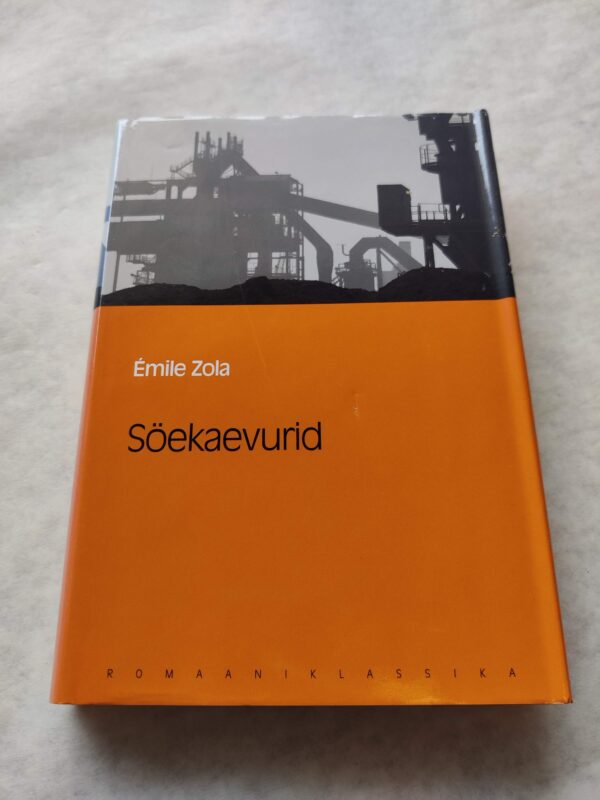 Émile Zola
Söekaevurid
ROMAANIKLASSIKA